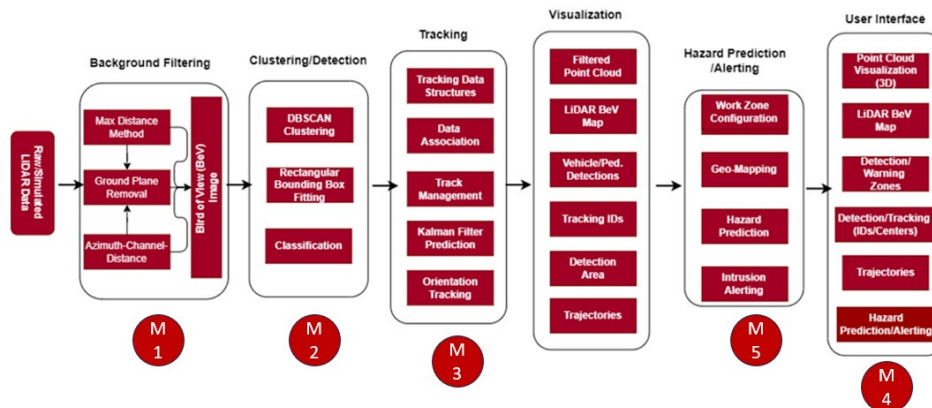 Background Filtering
Raw/Simulated
LiDAR Data
Max Distance
Method
Ground Plane
Removal
Azimuth-Channel-
Distance
Bird of View (BeV)
Image
M
1
Clustering/Detection
DBSCAN
Clustering
Rectangular
Bounding Box
Fitting
Classification
M
2
Tracking
Tracking Data
Structures
Data
Association
Track
Management
Kalman Filter
Prediction
Orientation
Tracking
M
3
Visualization
Filtered
Point Cloud
LiDAR BeV
Map
Vehicle/Ped.
Detections
Tracking IDs
Detection
Area
Trajectories
Hazard Prediction
/Alerting
Work Zone
Configuration
Geo-Mapping
Hazard
Prediction
Intrusion
Alerting
M
5
User Interface
Point Cloud
Visualization
(3D)
LiDAR BeV
Map
Detection/
Warning
Zones
Detection/Tracking
(IDs/Centers)
Trajectories
Hazard
Prediction/Alerting
M
4